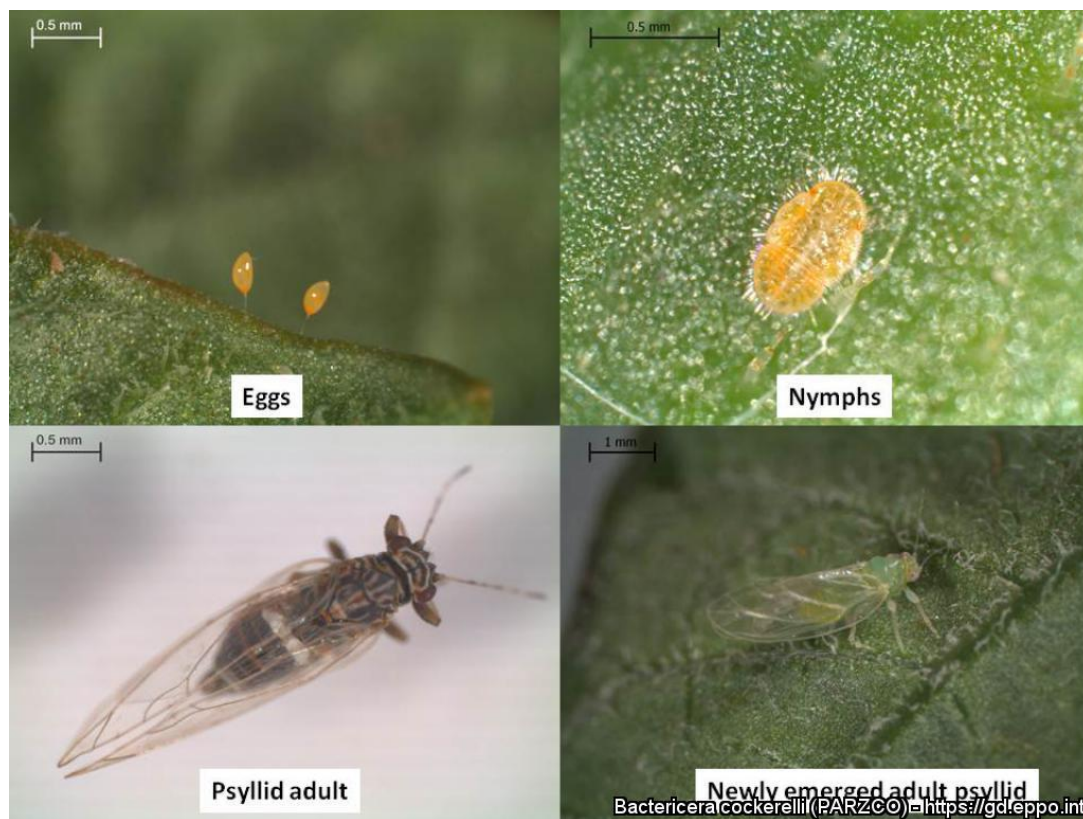 0.5 mm
0.5 mm
Eggs
Nymphs
0.5 mm
1 mm
Psyllid adult
Newly emerged adult psyllid
Bactericera cockerelli (PARZCO) - https://gd.eppo.int